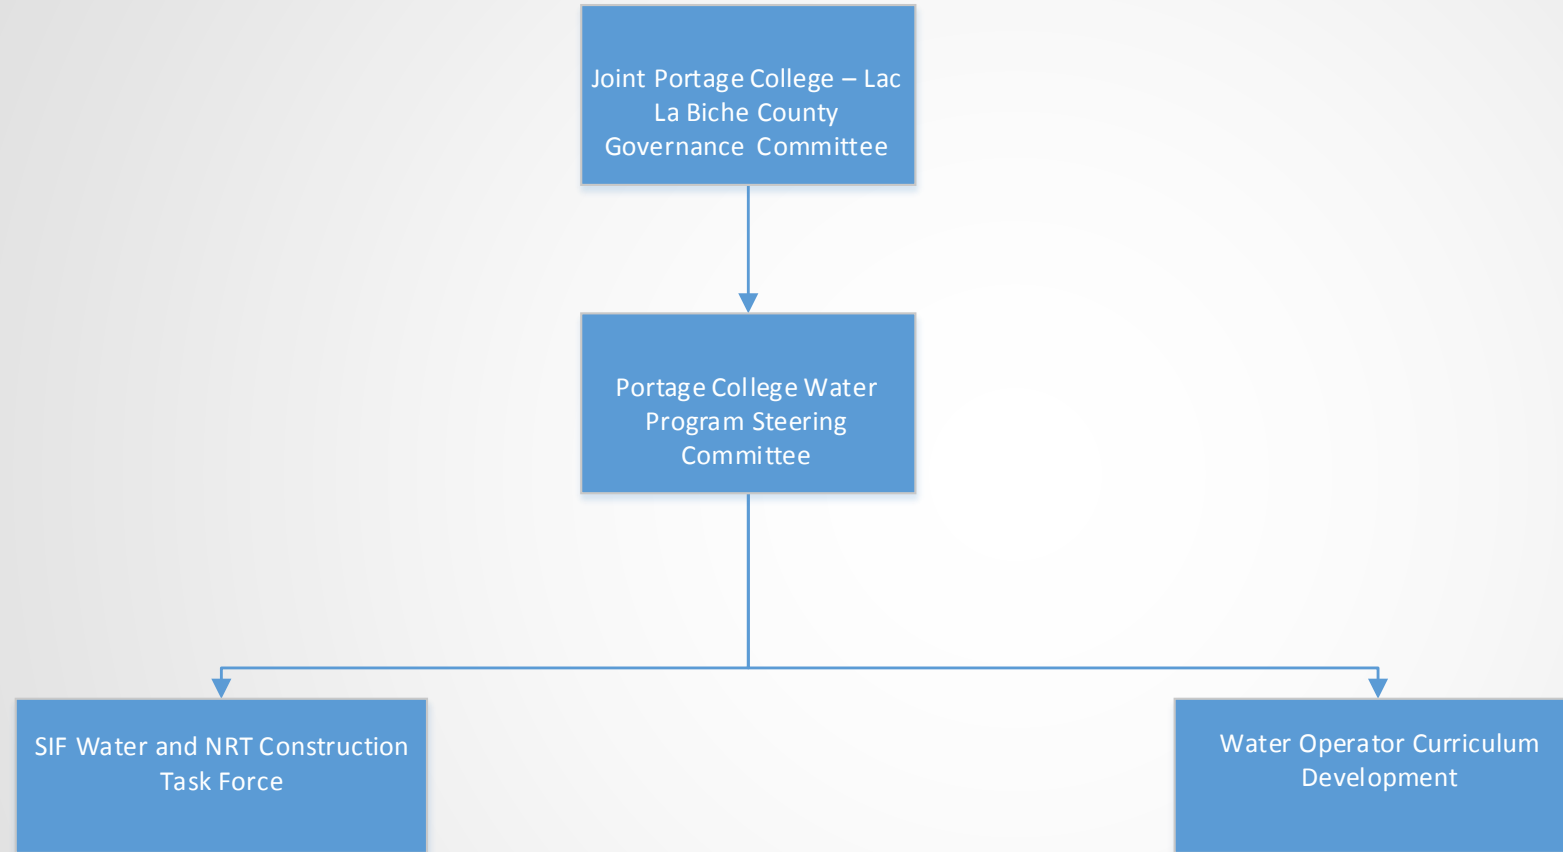 Joint Portage College – Lac
La Biche County
Governance Committee
Portage College Water
Program Steering
Committee
SIF Water and NRT Construction
Task Force
Water Operator Curriculum
Development